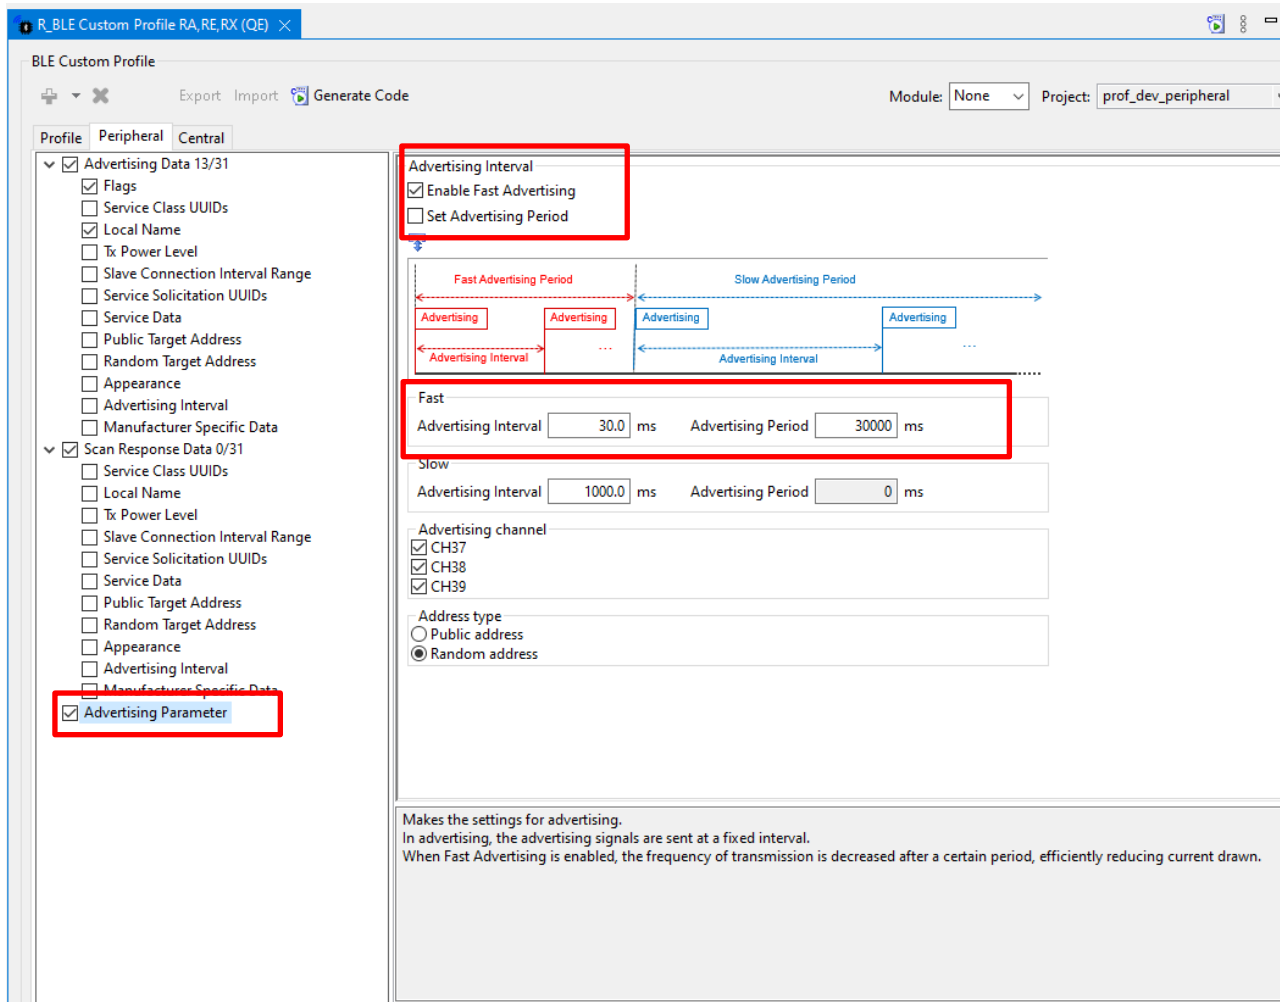 R_BLE Custom Profile RA,RE,RX (QE)
BLE Custom Profile
Export Import Generate Code Module: None Project: prof_dev_peripheral
Profile Peripheral Central
Advertising Data 13/31
Flags
Service Class UUIDs
Local Name
Tx Power Level
Slave Connection Interval Range
Service Solicitation UUIDs
Service Data
Public Target Address
Random Target Address
Appearance
Advertising Interval
Manufacturer Specific Data
Scan Response Data 0/31
Service Class UUIDs
Local Name
Tx Power Level
Slave Connection Interval Range
Service Solicitation UUIDs
Service Data
Public Target Address
Random Target Address
Appearance
Advertising Interval
Manufacturer Specific Data
Advertising Parameter
Advertising Interval
Enable Fast Advertising
Set Advertising Period
Fast Advertising Period Slow Advertising Period
Advertising Advertising Advertising Advertising
... ...
Advertising Interval Advertising Interval
Fast
Advertising Interval 30.0 ms Advertising Period 30000 ms
Slow
Advertising Interval 1000.0 ms Advertising Period 0 ms
Advertising channel
CH37
CH38
CH39
Address type
Public address
Random address
Makes the settings for advertising.
In advertising, the advertising signals are sent at a fixed interval.
When Fast Advertising is enabled, the frequency of transmission is decreased after a certain period, efficiently reducing current drawn.